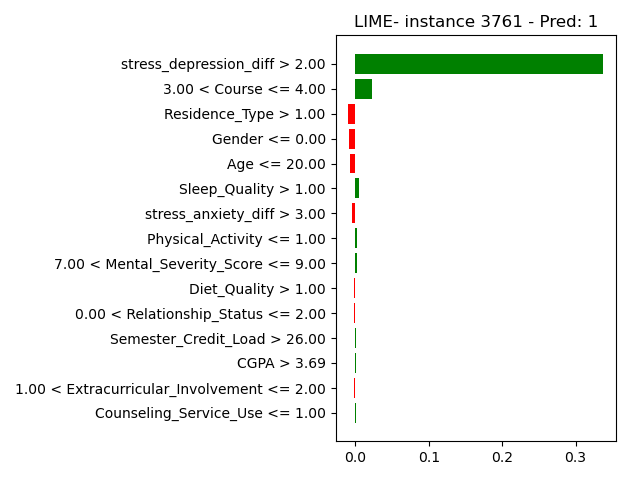 LIME- instance 3761 - Pred: 1
stress_depression_diff > 2.00
3.00 < Course <= 4.00
Residence_Type > 1.00
Gender <= 0.00
Age <= 20.00
Sleep_Quality > 1.00
stress_anxiety_diff > 3.00
Physical_Activity <= 1.00
7.00 < Mental_Severity_Score <= 9.00
Diet_Quality > 1.00
0.00 < Relationship_Status <= 2.00
Semester_Credit_Load > 26.00
CGPA > 3.69
1.00 < Extracurricular_Involvement <= 2.00
Counseling_Service_Use <= 1.00
0.0 0.1 0.2 0.3